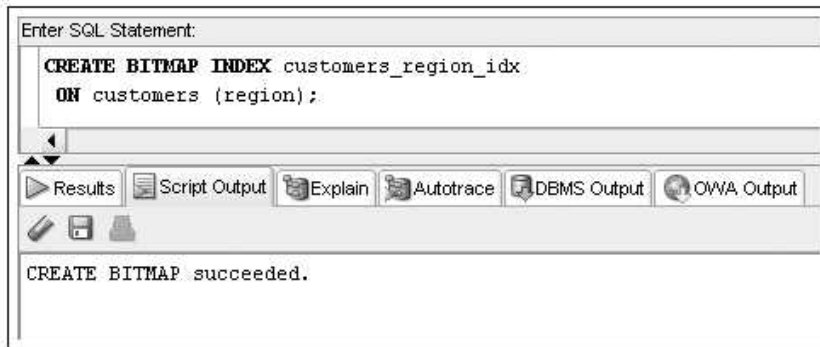 Enter SQL Statement:
CREATE BITMAP INDEX customers_region_idx
ON customers (region);
Results Script Output Explain Autotrace DBMS Output OWA Output
CREATE BITMAP succeeded.